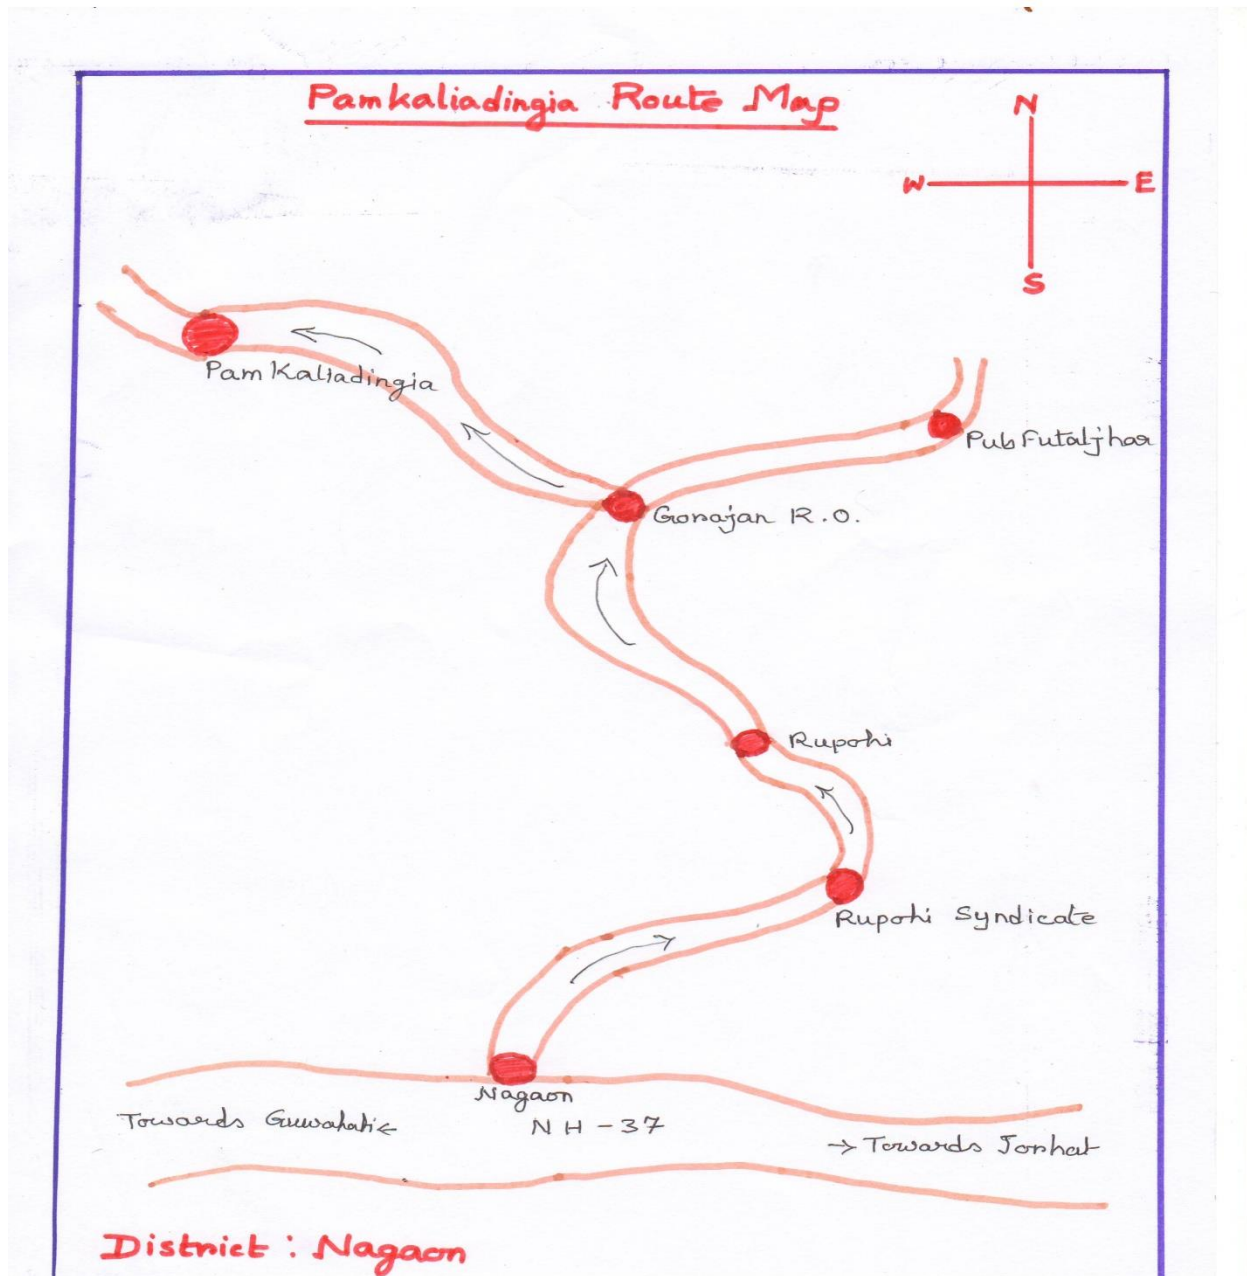 Pamkaliadingia Route Map
N
W E
S
Pam Kaliadingia
Pub Futaljhar
Gorajan R.O.
Rupohi
Rupohi Syndicate
Nagaon
Towards Guwahati← NH-37
→ Towards Jorhat
District : Nagaon